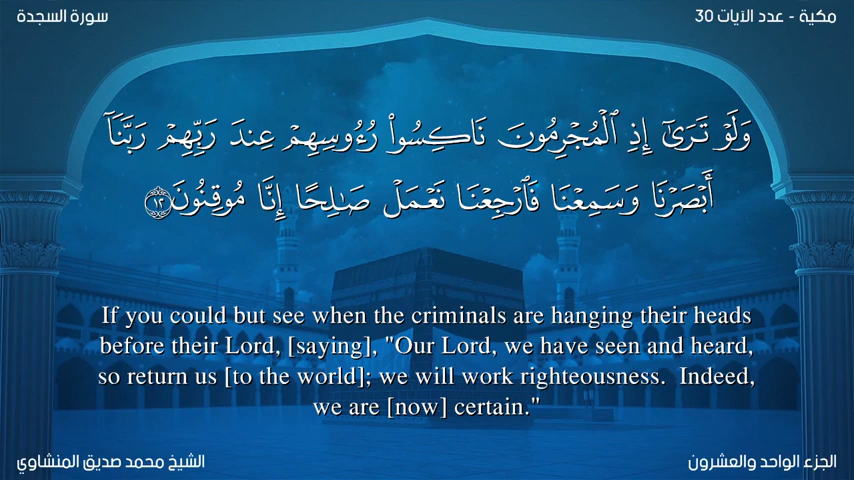 مكية - عدد الآيات 30
سورة السجدة
وَلَوْ تَرَىٰٓ إِذِ ٱلْمُجْرِمُونَ نَاكِسُوا۟ رُءُوسِهِمْ عِندَ رَبِّهِمْ رَبَّنَآ
أَبْصَرْنَا وَسَمِعْنَا فَٱرْجِعْنَا نَعْمَلْ صَـٰلِحًا إِنَّا مُوقِنُونَ ١٢
If you could but see when the criminals are hanging their heads
before their Lord, [saying], "Our Lord, we have seen and heard,
so return us [to the world]; we will work righteousness.  Indeed,
we are [now] certain."
الجزء الواحد والعشرون
الشيخ محمد صديق المنشاوي